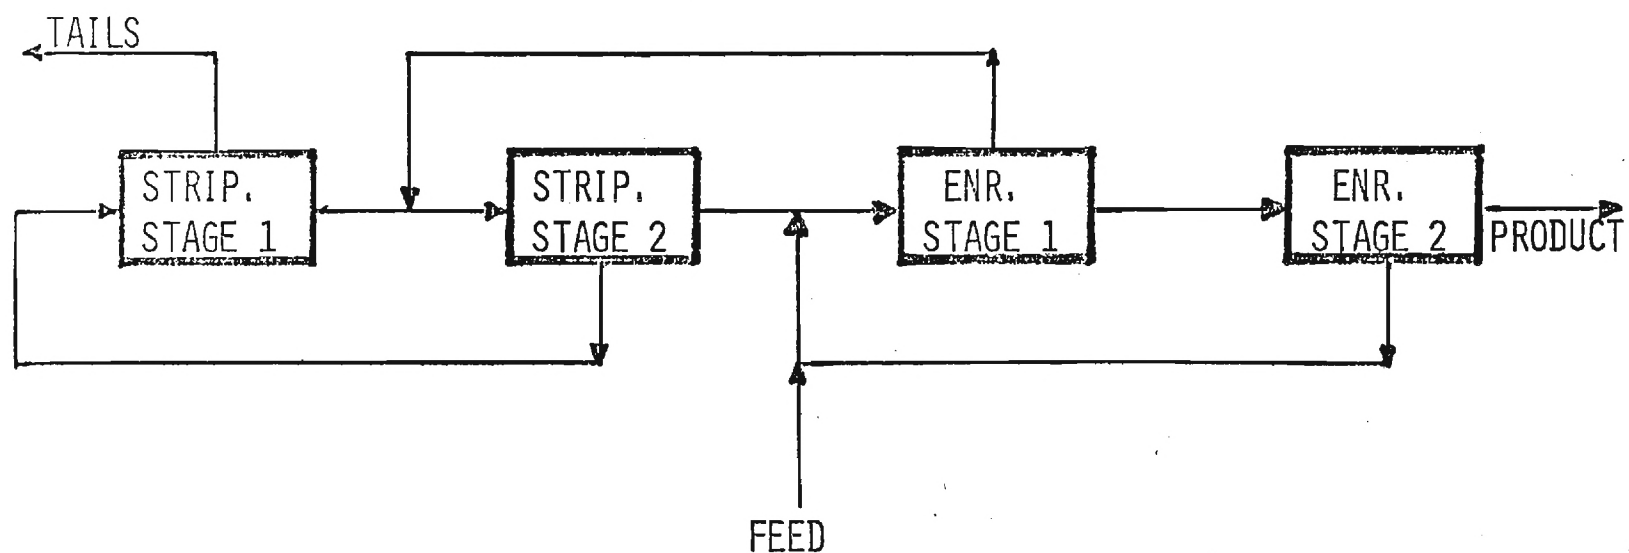 TAILS
STRIP.
STAGE 1
STRIP.
STAGE 2
ENR.
STAGE 1
ENR.
STAGE 2
PRODUCT
FEED